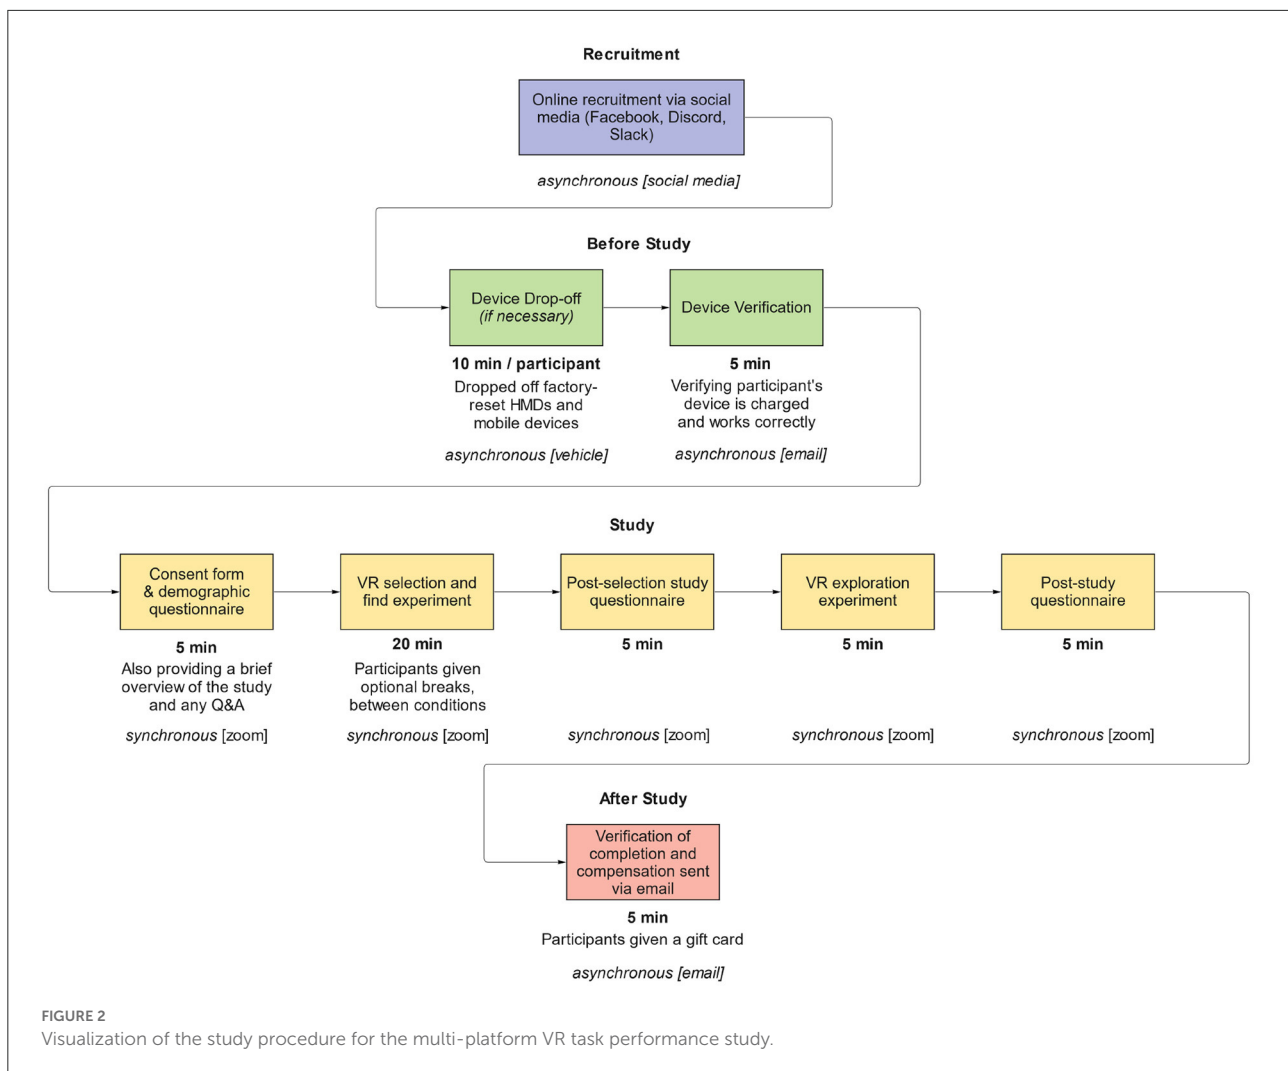 Recruitment
Online recruitment via social
media (Facebook, Discord,
Slack)
asynchronous [social media]
Before Study
Device Drop-off
(if necessary)
10 min / participant
Dropped off factory-
reset HMDs and
mobile devices
asynchronous [vehicle]
Device Verification
5 min
Verifying participant's
device is charged
and works correctly
asynchronous [email]
Study
Consent form
& demographic
questionnaire
5 min
Also providing a brief
overview of the study
and any Q&A
synchronous [zoom]
VR selection and
find experiment
20 min
Participants given
optional breaks,
between conditions
synchronous [zoom]
Post-selection study
questionnaire
5 min
synchronous [zoom]
VR exploration
experiment
5 min
synchronous [zoom]
Post-study
questionnaire
5 min
synchronous [zoom]
After Study
Verification of
completion and
compensation sent
via email
5 min
Participants given a gift card
asynchronous [email]
FIGURE 2
Visualization of the study procedure for the multi-platform VR task performance study.